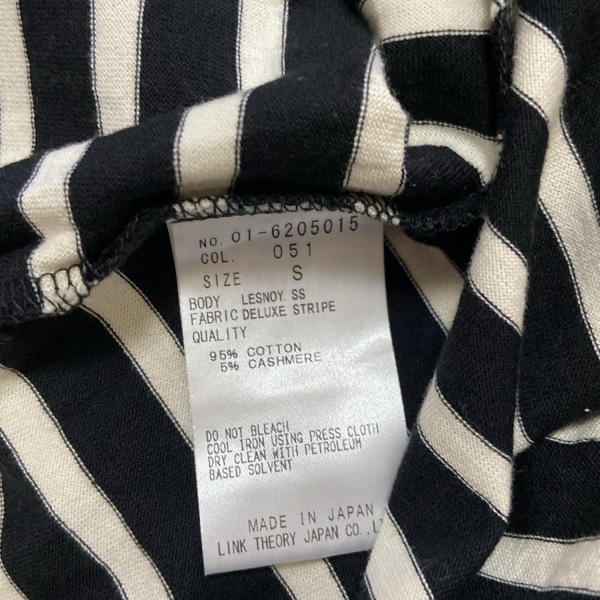 NO. 01-6205015
COL. 051
SIZE S
BODY LESNOY. SS
FABRIC DELUXE STRIPE
QUALITY
95% COTTON
5% CASHMERE
DO NOT BLEACH
COOL IRON USING PRESS CLOTH
DRY CLEAN WITH PETROLEUM
BASED SOLVENT
MADE IN JAPAN
LINK THEORY JAPAN CO., L